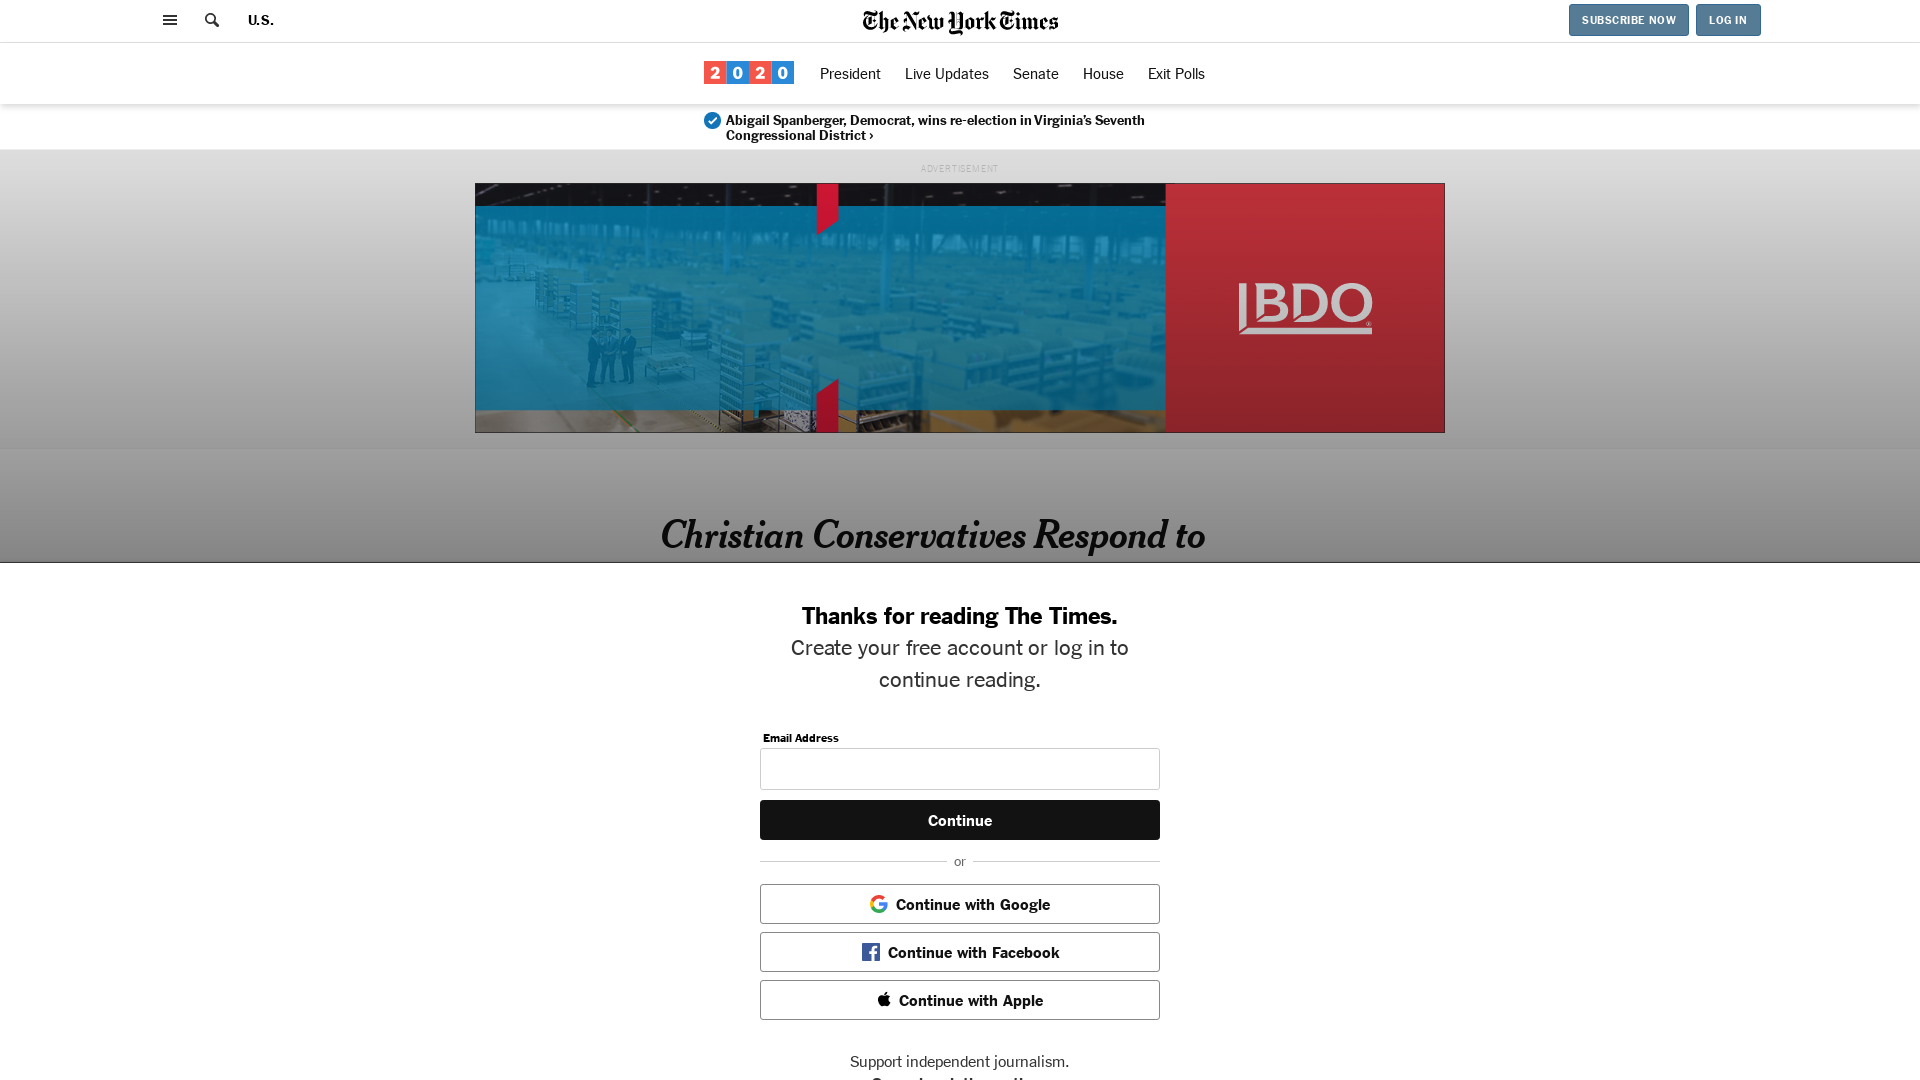 U.S.
The New York Times
SUBSCRIBE NOW
LOG IN
2020
President
Live Updates
Senate
House
Exit Polls
Abigail Spanberger, Democrat, wins re-election in Virginia’s Seventh
Congressional District ›
ADVERTISEMENT
BDO
Christian Conservatives Respond to
Thanks for reading The Times.
Create your free account or log in to
continue reading.
Email Address
Continue
or
Continue with Google
Continue with Facebook
Continue with Apple
Support independent journalism.